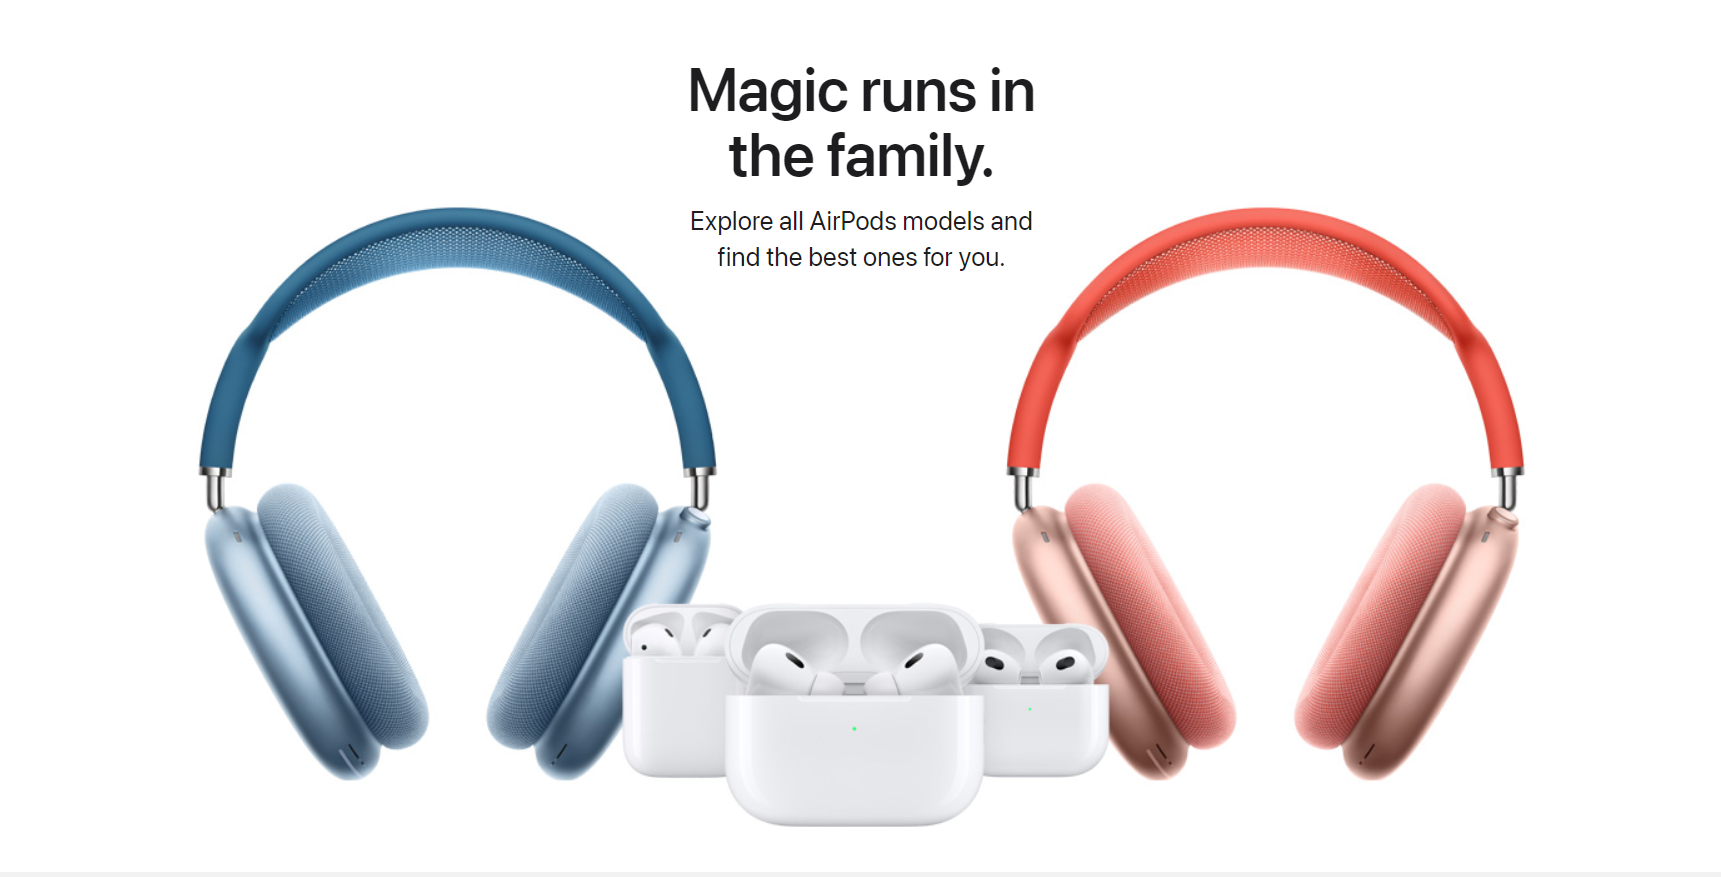 Magic runs in
the family.
Explore all AirPods models and
find the best ones for you.